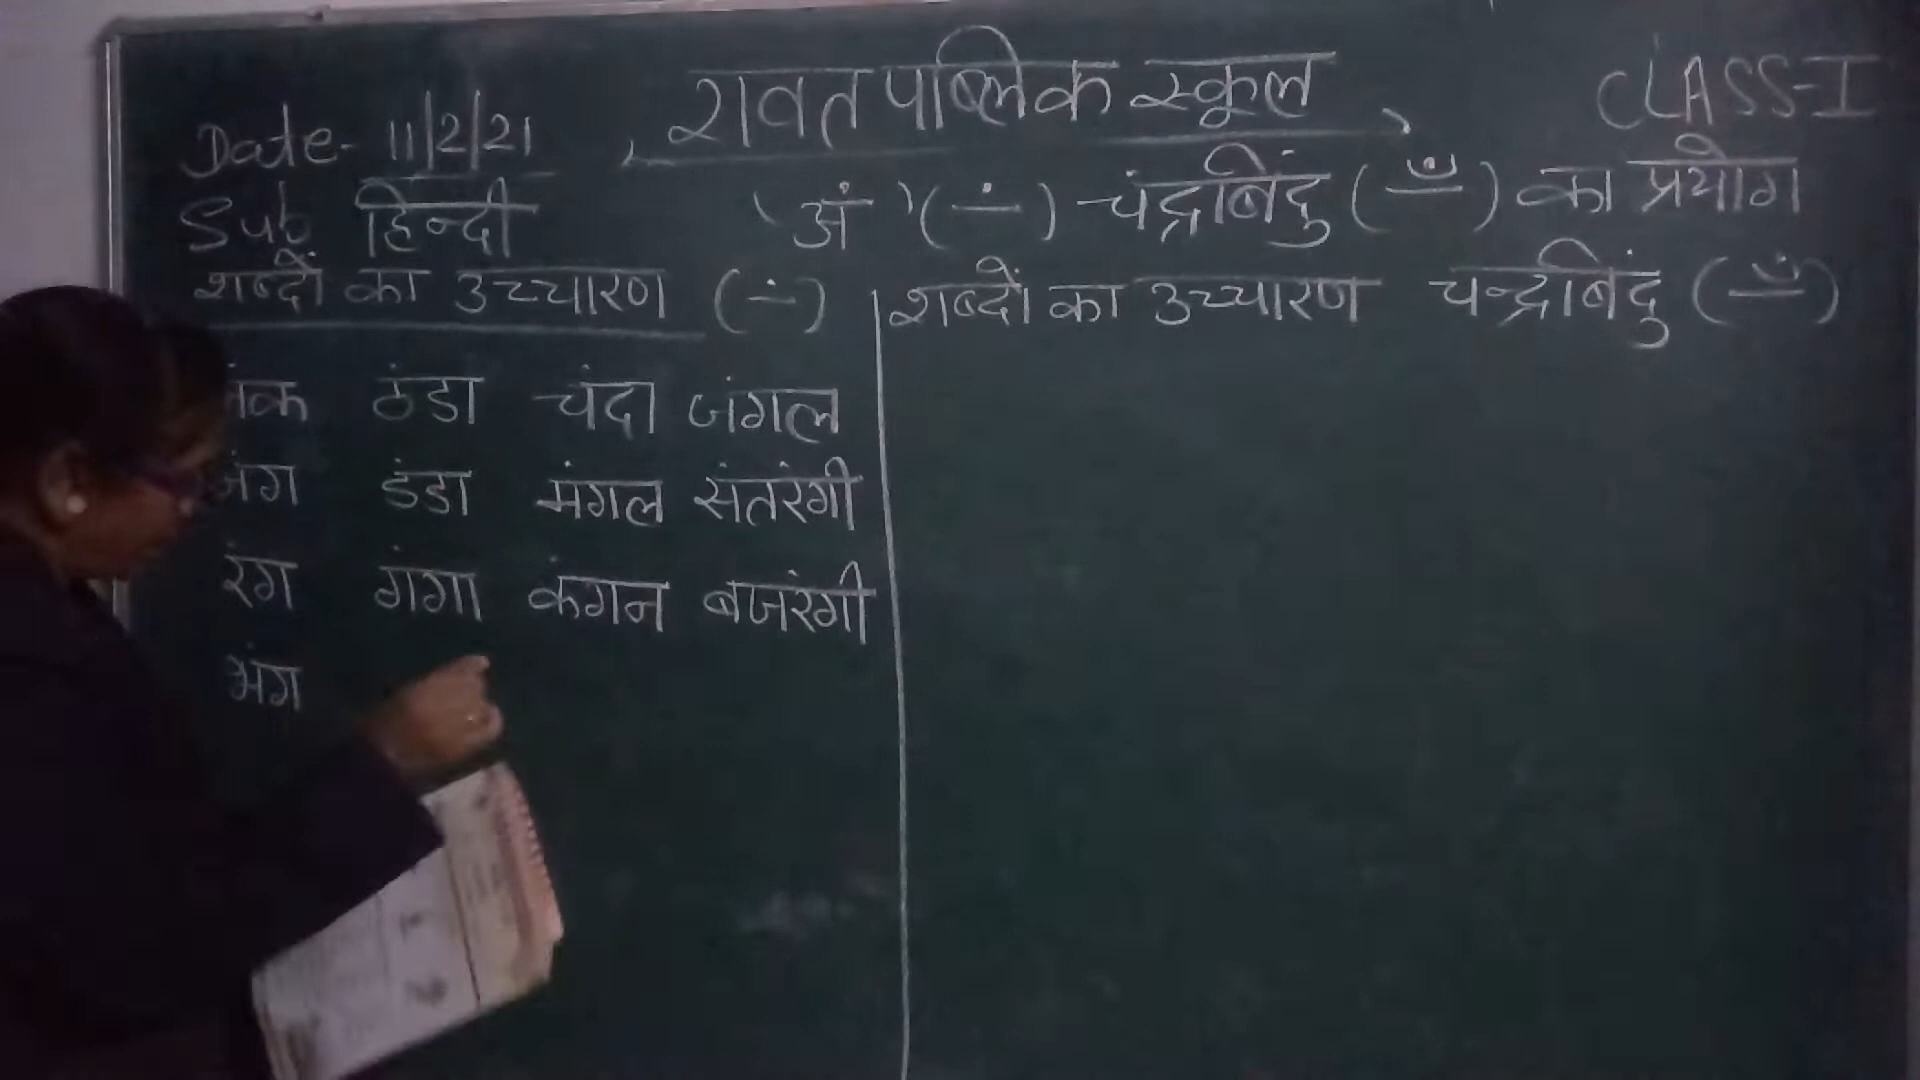 रावत पब्लिक स्कूल
CLASS-I
Date- 11/2/21
Sub हिन्दी
'अं' (ं) चंद्रबिंदु (ँ) का प्रयोग
शब्दों का उच्चारण (ं)
शब्दों का उच्चारण चन्द्रबिंदु (ँ)
ठंडा चंदा जंगल
डंडा मंगल संतरंगी
रंग गंगा कंगन बजरंगी
भंग